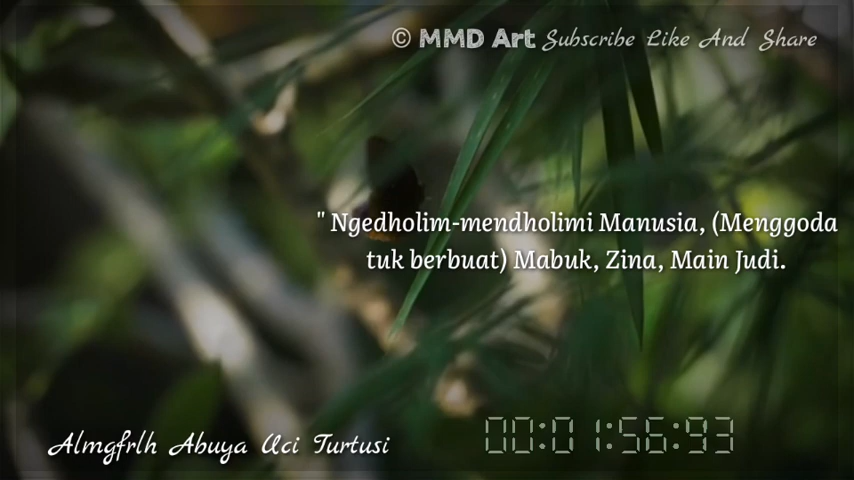 © MMD Art Subscribe Like And Share
" Ngedholim-mendholimi Manusia, (Menggoda
tuk berbuat) Mabuk, Zina, Main Judi.
Almgfrlh Abuya Uci Turtusi
00:01:56:93